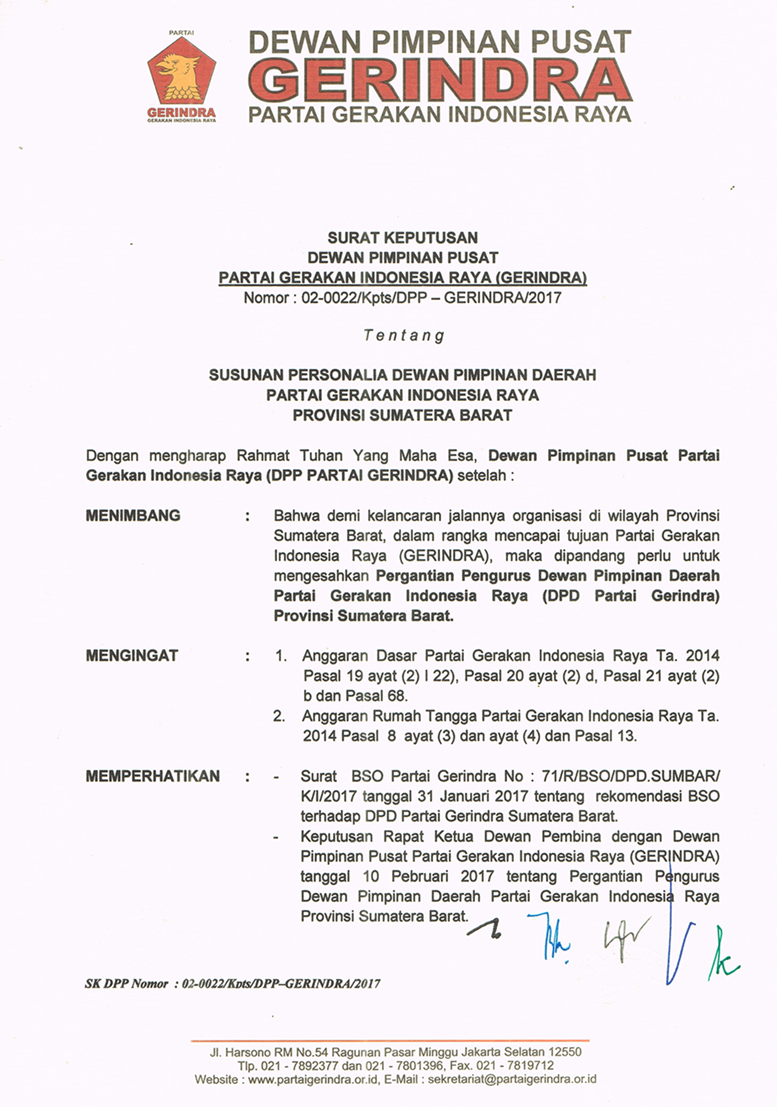 PARTAI
GERINDRA
GERAKAN INDONESIA RAYA
DEWAN PIMPINAN PUSAT
GERINDRA
PARTAI GERAKAN INDONESIA RAYA
SURAT KEPUTUSAN
DEWAN PIMPINAN PUSAT
PARTAI GERAKAN INDONESIA RAYA (GERINDRA)
Nomor : 02-0022/Kpts/DPP – GERINDRA/2017
Tentang
SUSUNAN PERSONALIA DEWAN PIMPINAN DAERAH
PARTAI GERAKAN INDONESIA RAYA
PROVINSI SUMATERA BARAT
Dengan mengharap Rahmat Tuhan Yang Maha Esa, Dewan Pimpinan Pusat Partai
Gerakan Indonesia Raya (DPP PARTAI GERINDRA) setelah :
MENIMBANG : Bahwa demi kelancaran jalannya organisasi di wilayah Provinsi
Sumatera Barat, dalam rangka mencapai tujuan Partai Gerakan
Indonesia Raya (GERINDRA), maka dipandang perlu untuk
mengesahkan Pergantian Pengurus Dewan Pimpinan Daerah
Partai Gerakan Indonesia Raya (DPD Partai Gerindra)
Provinsi Sumatera Barat.
MENGINGAT : 1. Anggaran Dasar Partai Gerakan Indonesia Raya Ta. 2014
Pasal 19 ayat (2) l 22), Pasal 20 ayat (2) d, Pasal 21 ayat (2)
b dan Pasal 68.
2. Anggaran Rumah Tangga Partai Gerakan Indonesia Raya Ta.
2014 Pasal 8 ayat (3) dan ayat (4) dan Pasal 13.
MEMPERHATIKAN : - Surat BSO Partai Gerindra No : 71/R/BSO/DPD.SUMBAR/
K/I/2017 tanggal 31 Januari 2017 tentang rekomendasi BSO
terhadap DPD Partai Gerindra Sumatera Barat.
- Keputusan Rapat Ketua Dewan Pembina dengan Dewan
Pimpinan Pusat Partai Gerakan Indonesia Raya (GERINDRA)
tanggal 10 Pebruari 2017 tentang Pergantian Pengurus
Dewan Pimpinan Daerah Partai Gerakan Indonesia Raya
Provinsi Sumatera Barat.
SK DPP Nomor : 02-0022/Kpts/DPP–GERINDRA/2017
Jl. Harsono RM No.54 Ragunan Pasar Minggu Jakarta Selatan 12550
Tlp. 021 - 7892377 dan 021 - 7801396, Fax. 021 - 7819712
Website : www.partaigerindra.or.id, E-Mail : sekretariat@partaigerindra.or.id